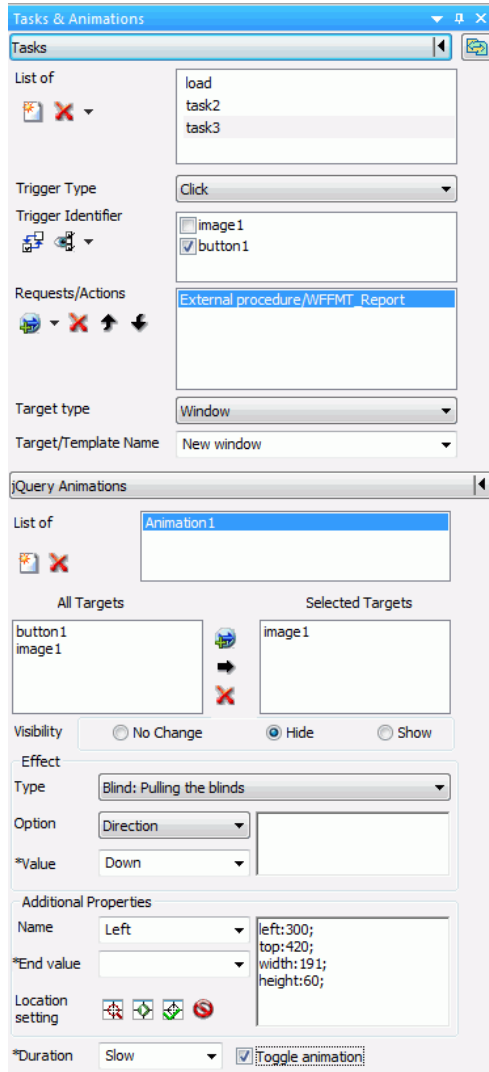 Tasks & Animations
Tasks
List of
load
task2
task3
Trigger Type
Click
Trigger Identifier
image1
button1
Requests/Actions
External procedure/WFFMT_Report
Target type
Window
Target/Template Name
New window
jQuery Animations
List of
Animation1
All Targets
Selected Targets
button1
image1
image1
Visibility
No Change
Hide
Show
Effect
Type
Blind: Pulling the blinds
Option
Direction
*Value
Down
Additional Properties
Name
Left
left:300;
top:420;
width:191;
height:60;
*End value
Location
setting
*Duration
Slow
Toggle animation